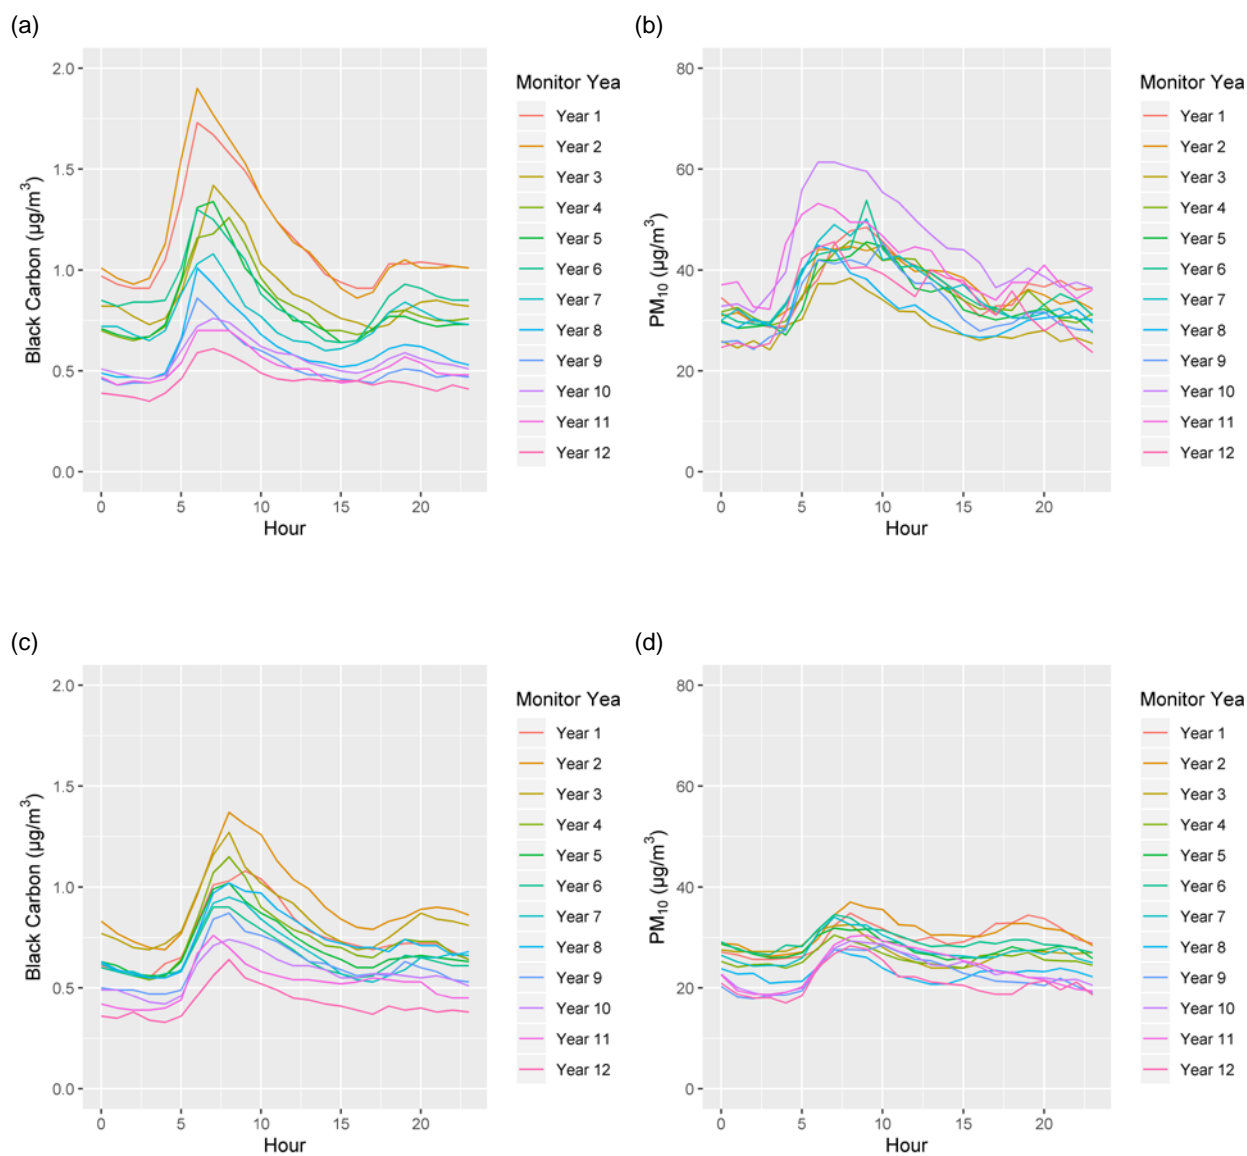 (a)
2.0
1.5
1.0
0.5
0.0
Black Carbon (µg/m³)
0 5 10 15 20
Hour
Monitor Yea
Year 1
Year 2
Year 3
Year 4
Year 5
Year 6
Year 7
Year 8
Year 9
Year 10
Year 11
Year 12
(b)
80
60
40
20
0
PM₁₀ (µg/m³)
0 5 10 15 20
Hour
Monitor Yea
Year 1
Year 2
Year 3
Year 4
Year 5
Year 6
Year 7
Year 8
Year 9
Year 10
Year 11
Year 12
(c)
2.0
1.5
1.0
0.5
0.0
Black Carbon (µg/m³)
0 5 10 15 20
Hour
Monitor Yea
Year 1
Year 2
Year 3
Year 4
Year 5
Year 6
Year 7
Year 8
Year 9
Year 10
Year 11
Year 12
(d)
80
60
40
20
0
PM₁₀ (µg/m³)
0 5 10 15 20
Hour
Monitor Yea
Year 1
Year 2
Year 3
Year 4
Year 5
Year 6
Year 7
Year 8
Year 9
Year 10
Year 11
Year 12